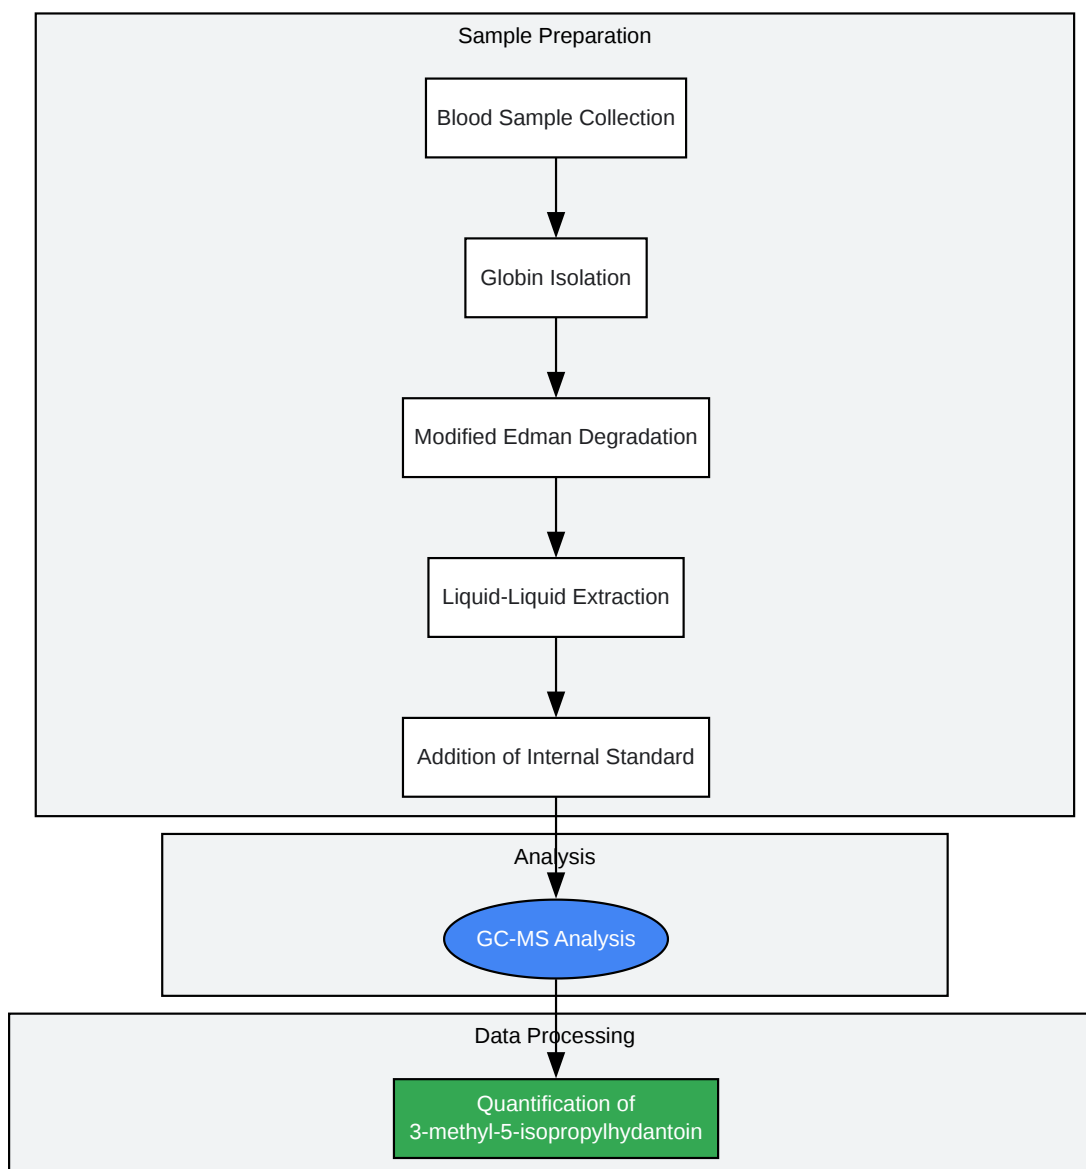 Sample Preparation
Blood Sample Collection
Globin Isolation
Modified Edman Degradation
Liquid-Liquid Extraction
Addition of Internal Standard
Analysis
GC-MS Analysis
Data Processing
Quantification of
3-methyl-5-isopropylhydantoin